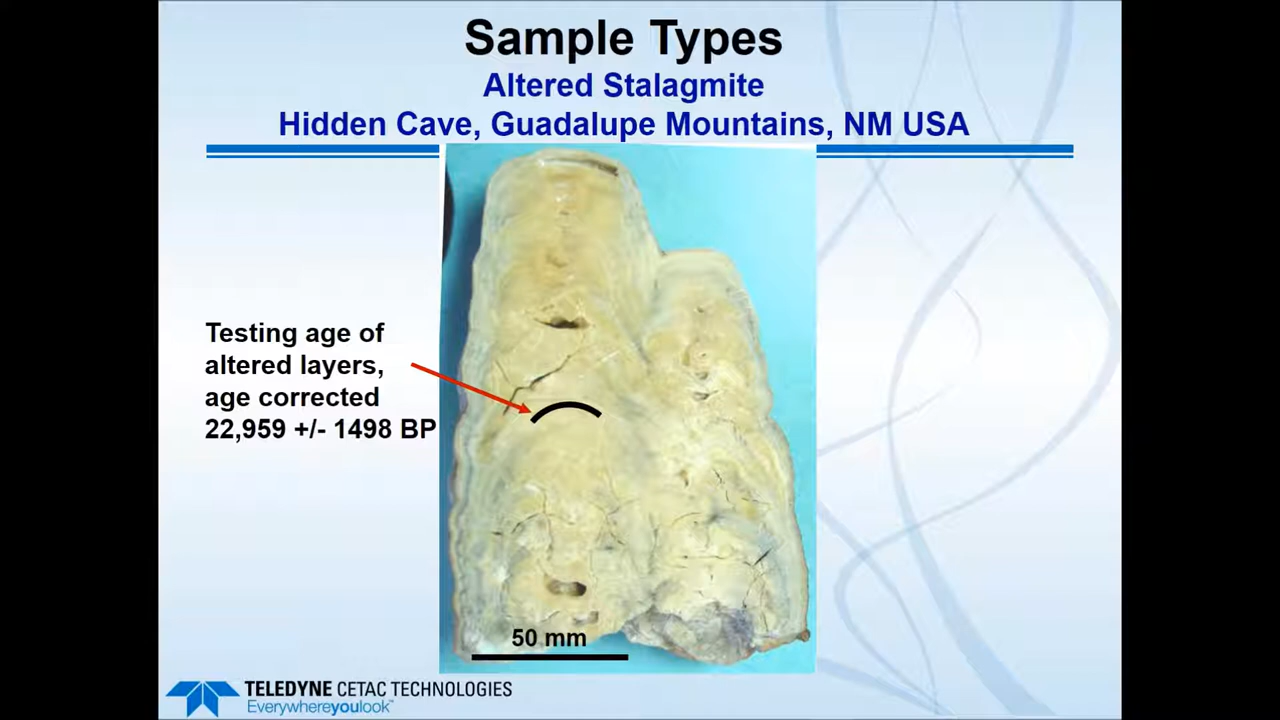 Sample Types
Altered Stalagmite
Hidden Cave, Guadalupe Mountains, NM USA
Testing age of
altered layers,
age corrected
22,959 +/- 1498 BP
50 mm
TELEDYNE CETAC TECHNOLOGIES
Everywhereyoulook™